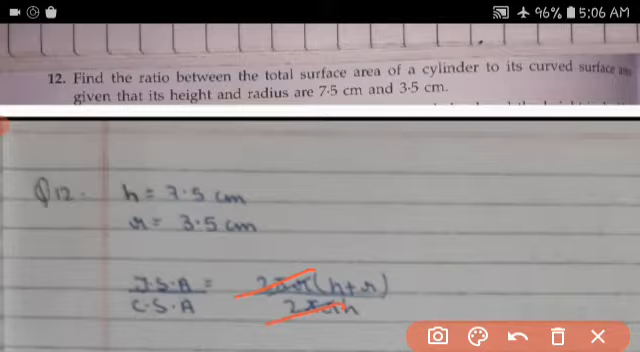 96% 5:06 AM
12. Find the ratio between the total surface area of a cylinder to its curved surface area
given that its height and radius are 7·5 cm and 3·5 cm.
Q12. h = 7.5 cm
r = 3.5 cm
T.S.A = 2πr(h+r)
C.S.A 2πrh